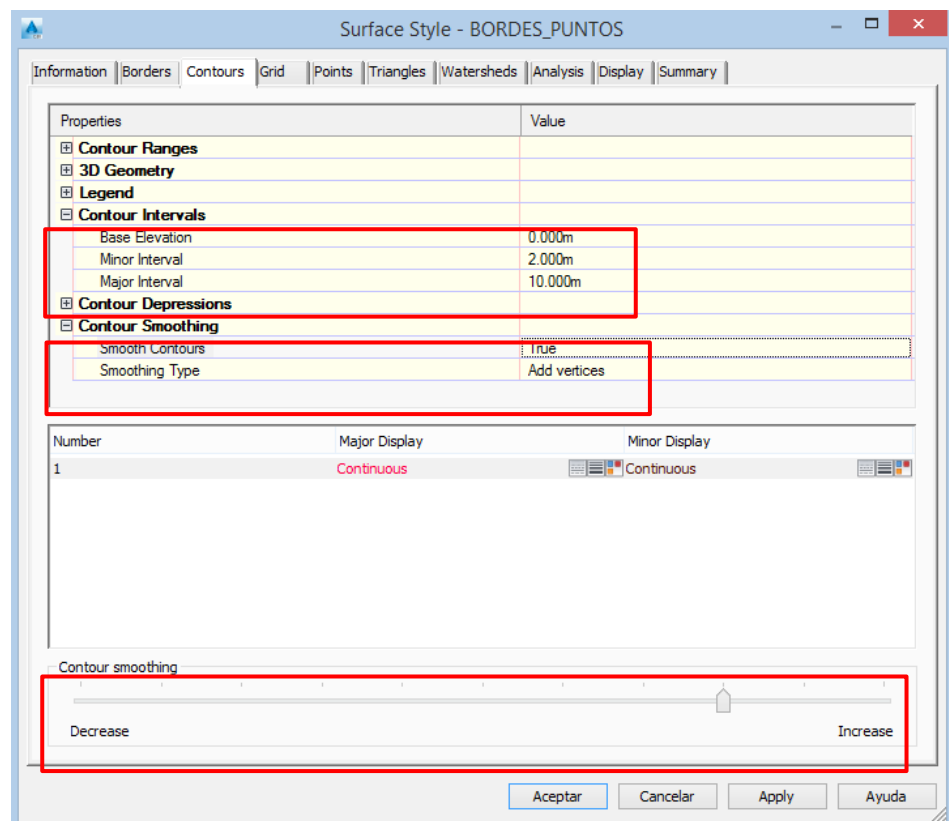 Surface Style - BORDES_PUNTOS
Information Borders Contours Grid Points Triangles Watersheds Analysis Display Summary
Properties Value
Contour Ranges
3D Geometry
Legend
Contour Intervals
Base Elevation 0.000m
Minor Interval 2.000m
Major Interval 10.000m
Contour Depressions
Contour Smoothing
Smooth Contours True
Smoothing Type Add vertices
Number Major Display Minor Display
1 Continuous Continuous
Contour smoothing
Decrease Increase
Aceptar Cancelar Apply Ayuda